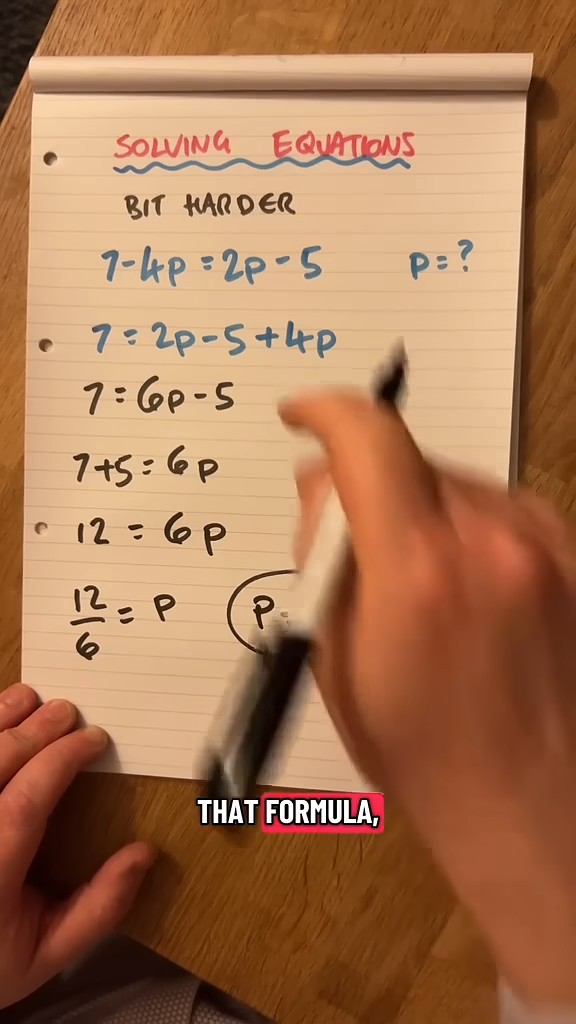 SOLVING EQUATIONS
BIT HARDER
7-4p=2p-5 p=?
7=2p-5+4p
7=6p-5
7+5=6p
12=6p
12/6=p p=
THAT FORMULA,